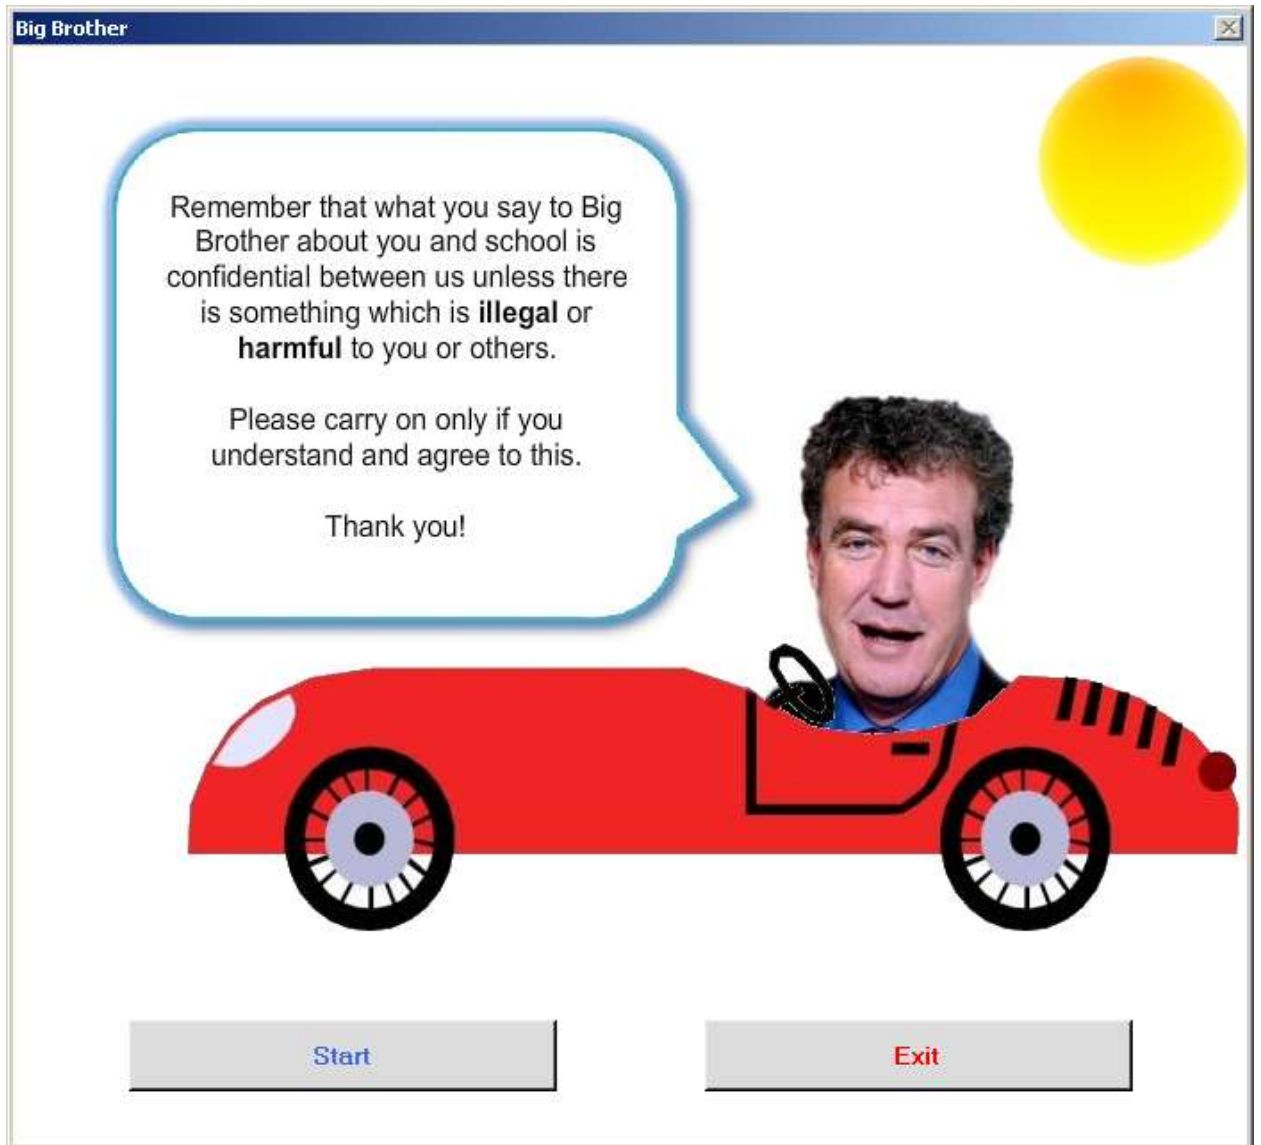 Big Brother
Remember that what you say to Big
Brother about you and school is
confidential between us unless there
is something which is illegal or
harmful to you or others.
Please carry on only if you
understand and agree to this.
Thank you!
Start
Exit